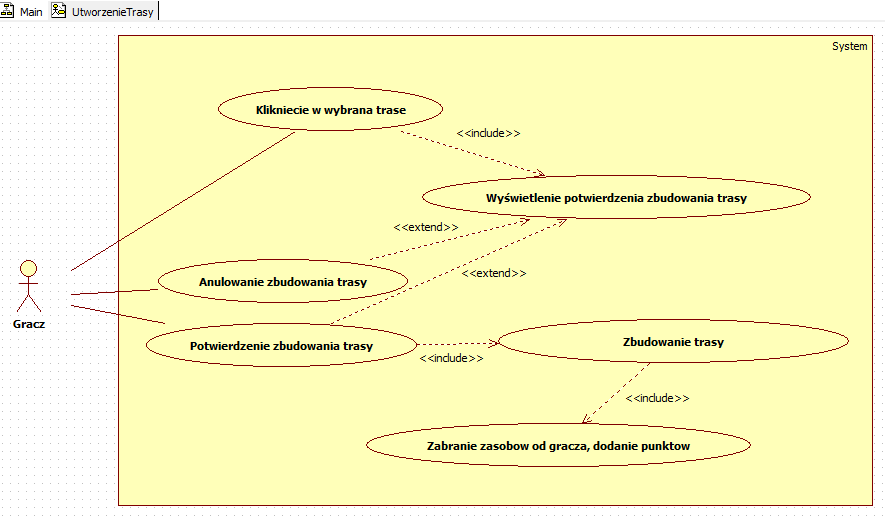 Main
UtworzenieTrasy
System
Klikniecie w wybrana trase
<<include>>
Wyświetlenie potwierdzenia zbudowania trasy
<<extend>>
<<extend>>
Anulowanie zbudowania trasy
Gracz
Potwierdzenie zbudowania trasy
<<include>>
Zbudowanie trasy
<<include>>
Zabranie zasobow od gracza, dodanie punktow